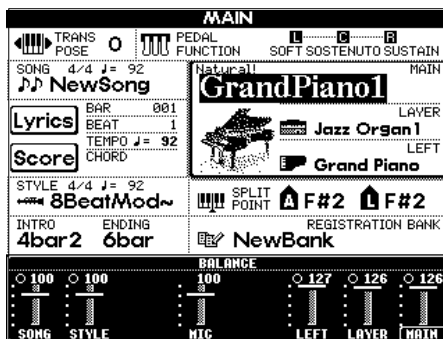 MAIN
TRANS POSE 0
PEDAL FUNCTION
L C R
SOFT SOSTENUTO SUSTAIN
SONG 4/4 ♩= 92
NewSong
Lyrics
BAR 001
BEAT 1
TEMPO ♩= 92
CHORD
Score
Natural! MAIN
GrandPiano1
LAYER
Jazz Organ1
LEFT
Grand Piano
STYLE 4/4 ♩= 92
8BeatMod~
SPLIT POINT A F#2 L F#2
INTRO ENDING
4bar2 6bar
REGISTRATION BANK
NewBank
BALANCE
100 100 100 127 126 126
SONG STYLE MIC LEFT LAYER MAIN